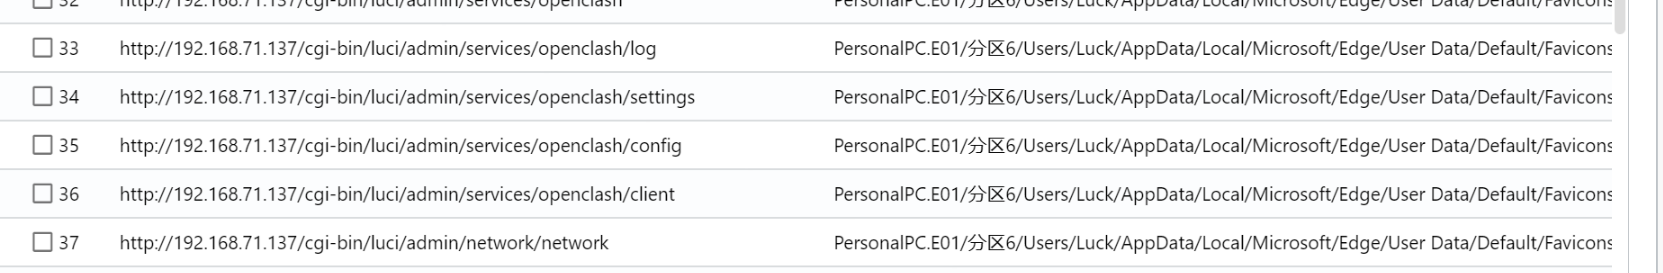 32 http://192.168.71.137/cgi-bin/luci/admin/services/openclash PersonalPC.E01/分区6/Users/Luck/AppData/Local/Microsoft/Edge/User Data/Default/Favicons
33 http://192.168.71.137/cgi-bin/luci/admin/services/openclash/log PersonalPC.E01/分区6/Users/Luck/AppData/Local/Microsoft/Edge/User Data/Default/Favicons
34 http://192.168.71.137/cgi-bin/luci/admin/services/openclash/settings PersonalPC.E01/分区6/Users/Luck/AppData/Local/Microsoft/Edge/User Data/Default/Favicons
35 http://192.168.71.137/cgi-bin/luci/admin/services/openclash/config PersonalPC.E01/分区6/Users/Luck/AppData/Local/Microsoft/Edge/User Data/Default/Favicons
36 http://192.168.71.137/cgi-bin/luci/admin/services/openclash/client PersonalPC.E01/分区6/Users/Luck/AppData/Local/Microsoft/Edge/User Data/Default/Favicons
37 http://192.168.71.137/cgi-bin/luci/admin/network/network PersonalPC.E01/分区6/Users/Luck/AppData/Local/Microsoft/Edge/User Data/Default/Favicons